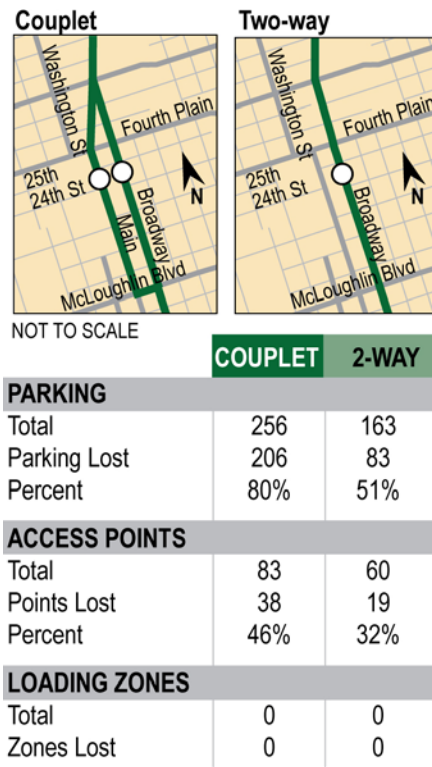 Couplet
Two-way
Washington St
Fourth Plain
25th
24th St
N
Broadway
Main
McLoughlin Blvd
Washington St
Fourth Plain
25th
24th St
N
Broadway
McLoughlin Blvd
NOT TO SCALE
COUPLET 2-WAY
PARKING
Total 256 163
Parking Lost 206 83
Percent 80% 51%
ACCESS POINTS
Total 83 60
Points Lost 38 19
Percent 46% 32%
LOADING ZONES
Total 0 0
Zones Lost 0 0